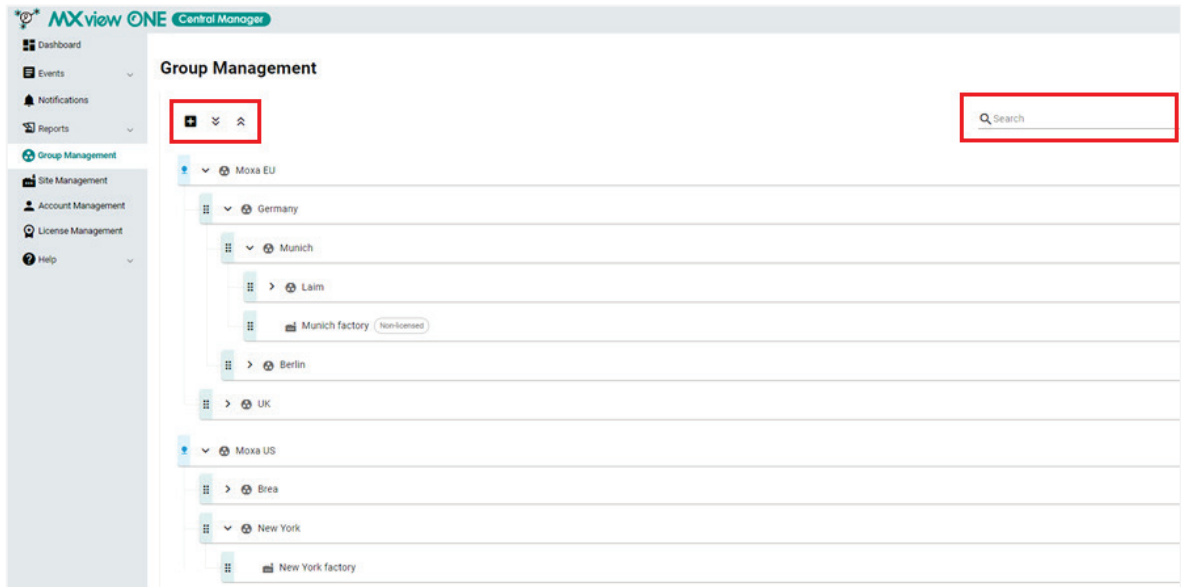 MXview ONE Central Manager
Dashboard
Events
Notifications
Reports
Group Management
Site Management
Account Management
License Management
Help
Group Management
Search
Moxa EU
Germany
Munich
Laim
Munich factory Non-licensed
Berlin
UK
Moxa US
Brea
New York
New York factory